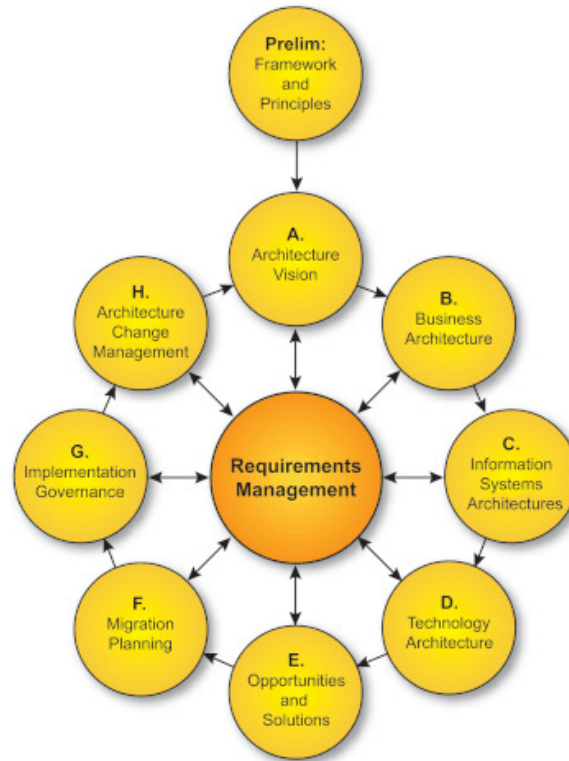 Prelim:
Framework
and
Principles
A.
Architecture
Vision
B.
Business
Architecture
C.
Information
Systems
Architectures
D.
Technology
Architecture
E.
Opportunities
and
Solutions
F.
Migration
Planning
G.
Implementation
Governance
H.
Architecture
Change
Management
Requirements
Management